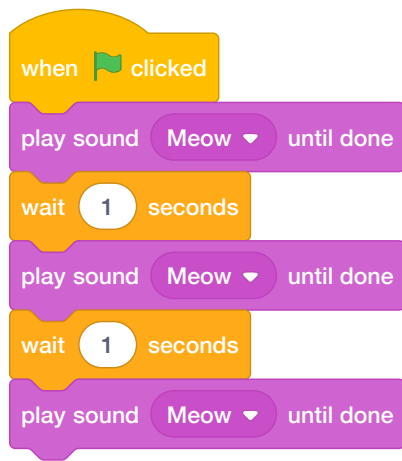 when clicked
play sound Meow until done
wait 1 seconds
play sound Meow until done
wait 1 seconds
play sound Meow until done